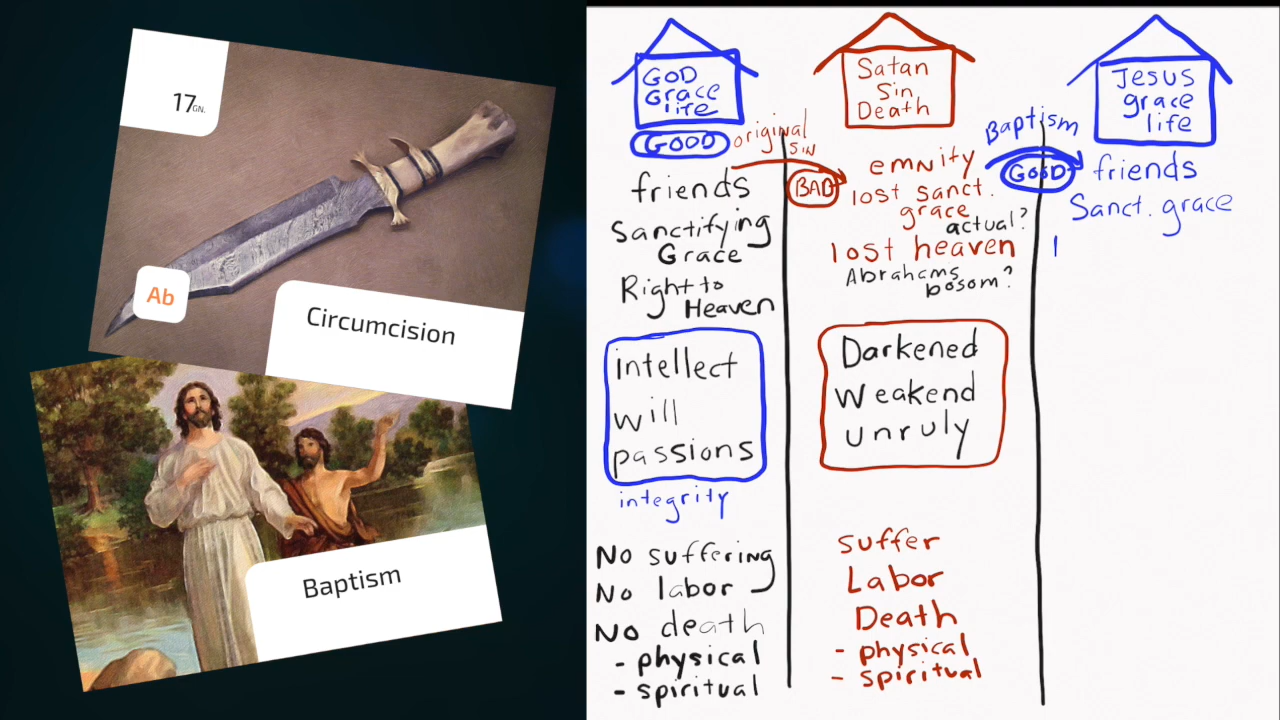 17GN.
Ab
Circumcision
Baptism
GOD
Grace
life
GOOD
friends
Sanctifying
Grace
Right to
Heaven
intellect
will
passions
integrity
No suffering
No labor
No death
- physical
- spiritual
original
sin
BAD
Satan
Sin
Death
emnity
lost sanct.
grace
actual?
lost heaven
Abrahams
bosom?
Darkened
Weakend
unruly
suffer
Labor
Death
- physical
- spiritual
Baptism
GOOD
Jesus
grace
life
friends
Sanct. grace